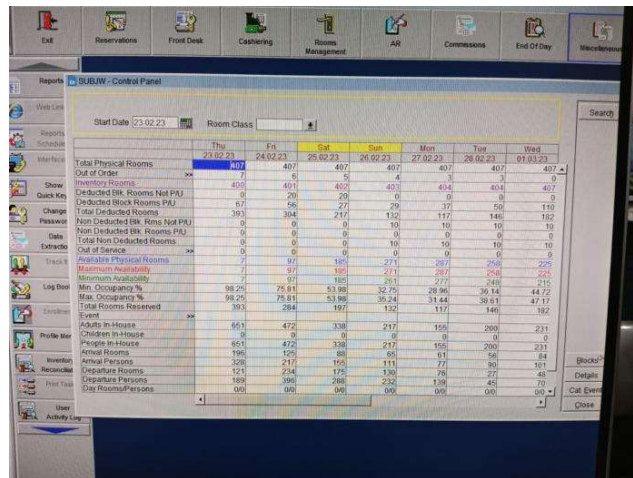 Exit Reservations Front Desk Cashiering Rooms Management AR Commissions End Of Day Miscellaneous
Reports
SUBJW - Control Panel
Search
Start Date 23.02.23 Room Class
Thu Fri Sat Sun Mon Tue Wed
23.02.23 24.02.23 25.02.23 26.02.23 27.02.23 28.02.23 01.03.23
Total Physical Rooms 407 407 407 407 407 407 407
Out of Order >> 7 6 5 4 3 3 0
Inventory Rooms 400 401 402 403 404 404 407
Deducted Blk. Rooms Not P/U 0 20 20 0 0 0 0
Deducted Block Rooms P/U 67 56 27 29 37 50 110
Total Deducted Rooms 393 304 217 132 117 146 182
Non Deducted Blk. Rms Not P/U 0 0 0 10 10 10 10
Non Deducted Blk. Rooms P/U 0 0 0 0 0 0 0
Total Non Deducted Rooms 0 0 0 10 10 10 10
Out of Service >> 0 0 0 0 0 0 0
Available Physical Rooms 7 97 185 271 287 258 225
Maximum Availability 7 97 185 271 287 258 225
Minimum Availability 7 97 185 261 277 248 215
Min. Occupancy % 98.25 75.81 53.98 32.75 28.96 36.14 44.72
Max. Occupancy % 98.25 75.81 53.98 35.24 31.44 38.61 47.17
Total Rooms Reserved 393 284 197 132 117 146 182
Event >>
Adults In-House 651 472 338 217 155 200 231
Children In-House 0 0 0 0 0 0 0
People In-House 651 472 338 217 155 200 231
Arrival Rooms 196 125 88 65 61 56 84
Arrival Persons 328 217 155 111 77 90 101
Departure Rooms 121 234 175 130 76 27 48
Departure Persons 189 396 288 232 139 45 70
Day Rooms/Persons 0/0 0/0 0/0 0/0 0/0 0/0 0/0
Show
Quick Key
Change
Data
Log Book
User
Activity Log
Blocks
Details
Cat. Event
Close